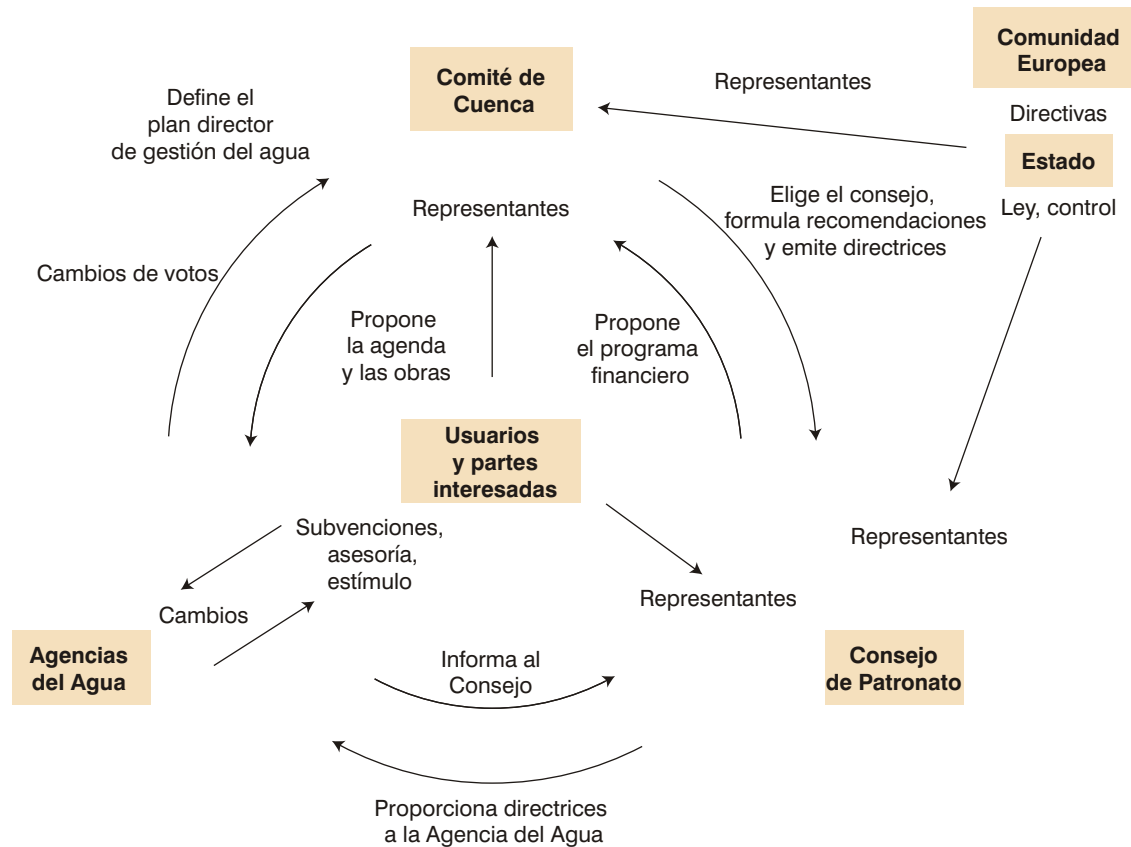 Comunidad
Europea
Directivas
Estado
Ley, control
Representantes
Comité de
Cuenca
Define el
plan director
de gestión del agua
Representantes
Elige el consejo,
formula recomendaciones
y emite directrices
Cambios de votos
Propone
la agenda
y las obras
Propone
el programa
financiero
Usuarios
y partes
interesadas
Subvenciones,
asesoría,
estímulo
Representantes
Representantes
Cambios
Agencias
del Agua
Informa al
Consejo
Consejo
de Patronato
Proporciona directrices
a la Agencia del Agua